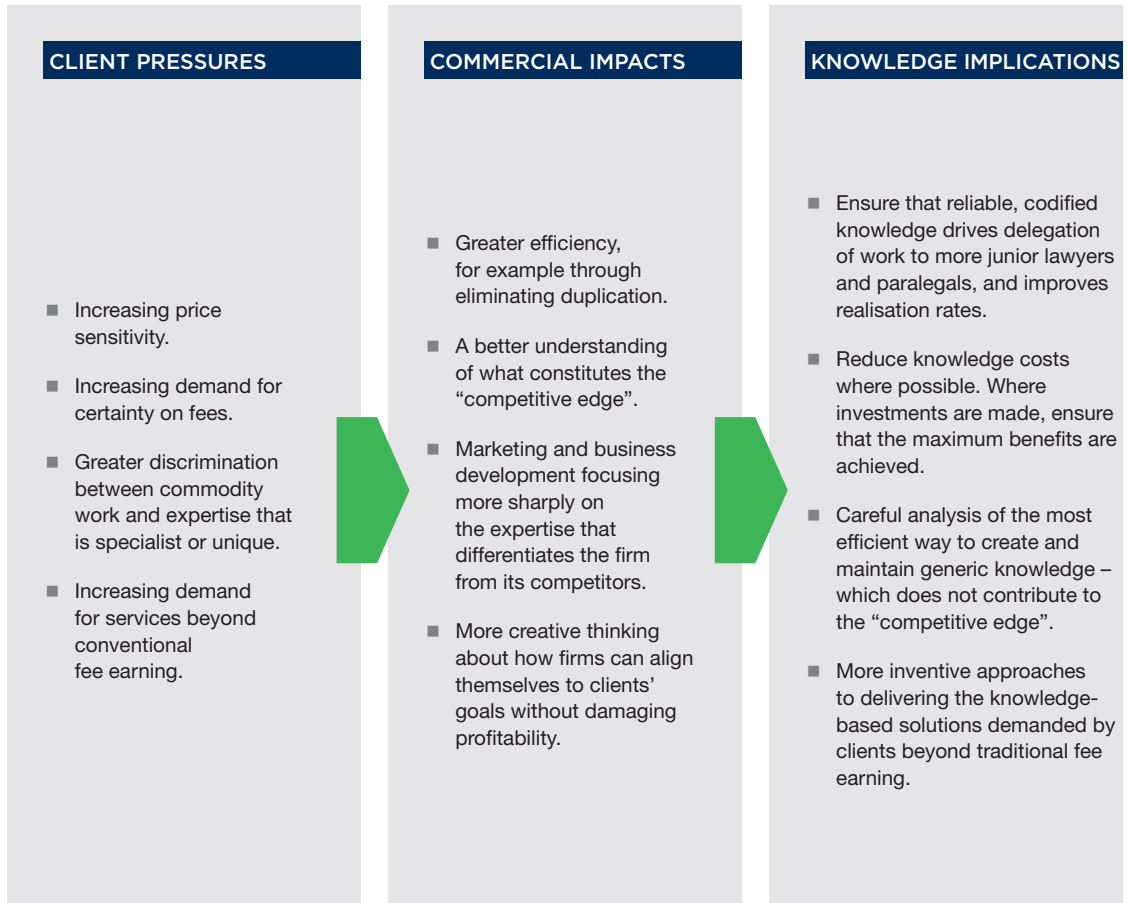 CLIENT PRESSURES
■ Increasing price
sensitivity.
■ Increasing demand for
certainty on fees.
■ Greater discrimination
between commodity
work and expertise that
is specialist or unique.
■ Increasing demand
for services beyond
conventional
fee earning.
COMMERCIAL IMPACTS
■ Greater efficiency,
for example through
eliminating duplication.
■ A better understanding
of what constitutes the
“competitive edge”.
■ Marketing and business
development focusing
more sharply on
the expertise that
differentiates the firm
from its competitors.
■ More creative thinking
about how firms can align
themselves to clients’
goals without damaging
profitability.
KNOWLEDGE IMPLICATIONS
■ Ensure that reliable, codified
knowledge drives delegation
of work to more junior lawyers
and paralegals, and improves
realisation rates.
■ Reduce knowledge costs
where possible. Where
investments are made, ensure
that the maximum benefits are
achieved.
■ Careful analysis of the most
efficient way to create and
maintain generic knowledge –
which does not contribute to
the “competitive edge”.
■ More inventive approaches
to delivering the knowledge-
based solutions demanded by
clients beyond traditional fee
earning.